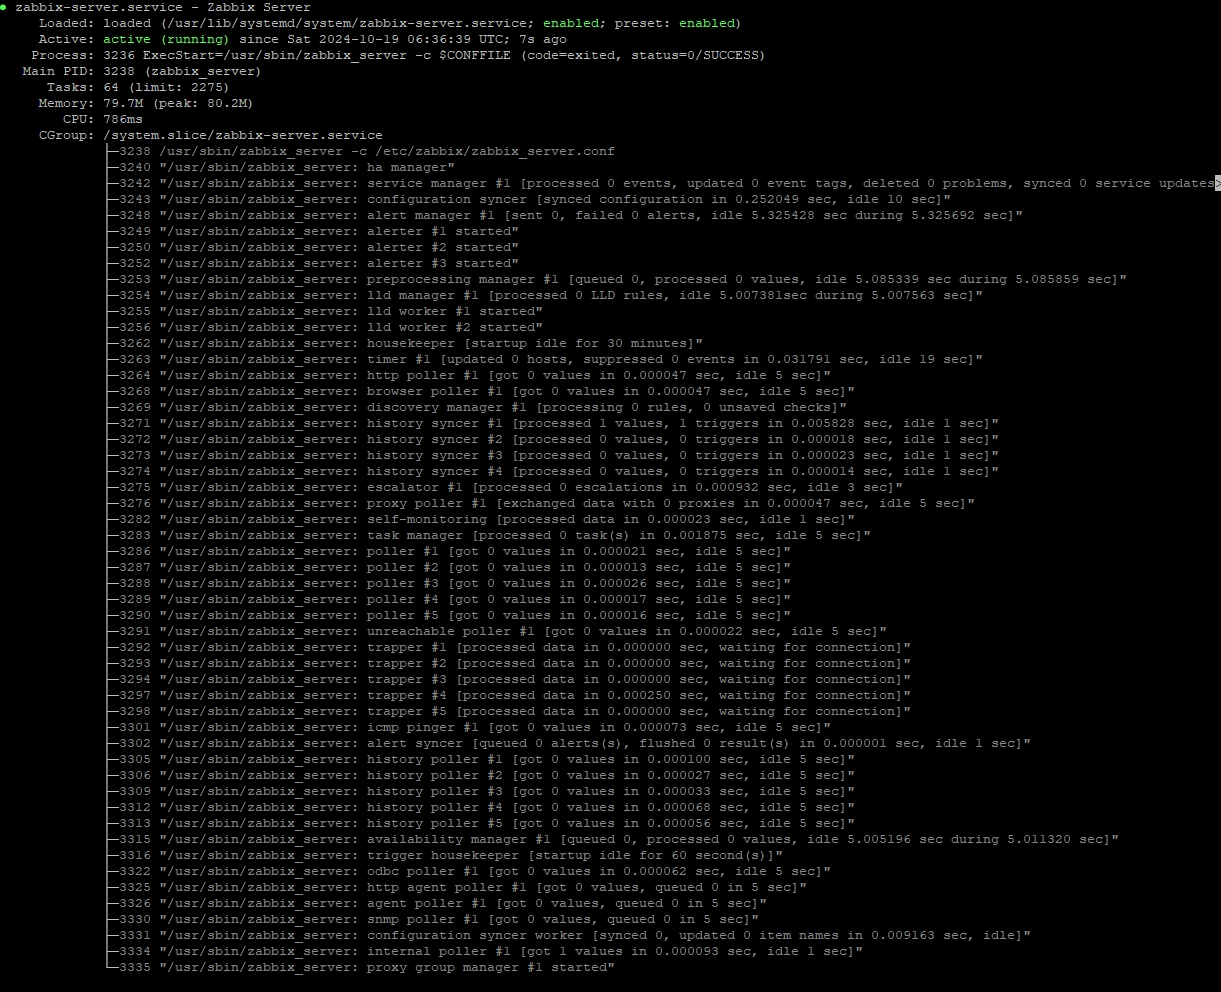 ● zabbix-server.service - Zabbix Server
Loaded: loaded (/usr/lib/systemd/system/zabbix-server.service; enabled; preset: enabled)
Active: active (running) since Sat 2024-10-19 06:36:39 UTC; 7s ago
Process: 3236 ExecStart=/usr/sbin/zabbix_server -c $CONFFILE (code=exited, status=0/SUCCESS)
Main PID: 3238 (zabbix_server)
Tasks: 64 (limit: 2275)
Memory: 79.7M (peak: 80.2M)
CPU: 786ms
CGroup: /system.slice/zabbix-server.service
├─3238 /usr/sbin/zabbix_server -c /etc/zabbix/zabbix_server.conf
├─3240 "/usr/sbin/zabbix_server: ha manager"
├─3242 "/usr/sbin/zabbix_server: service manager #1 [processed 0 events, updated 0 event tags, deleted 0 problems, synced 0 service updates>
├─3243 "/usr/sbin/zabbix_server: configuration syncer [synced configuration in 0.252049 sec, idle 10 sec]"
├─3248 "/usr/sbin/zabbix_server: alert manager #1 [sent 0, failed 0 alerts, idle 5.325428 sec during 5.325692 sec]"
├─3249 "/usr/sbin/zabbix_server: alerter #1 started"
├─3250 "/usr/sbin/zabbix_server: alerter #2 started"
├─3252 "/usr/sbin/zabbix_server: alerter #3 started"
├─3253 "/usr/sbin/zabbix_server: preprocessing manager #1 [queued 0, processed 0 values, idle 5.085339 sec during 5.085859 sec]"
├─3254 "/usr/sbin/zabbix_server: lld manager #1 [processed 0 LLD rules, idle 5.007381sec during 5.007563 sec]"
├─3255 "/usr/sbin/zabbix_server: lld worker #1 started"
├─3256 "/usr/sbin/zabbix_server: lld worker #2 started"
├─3262 "/usr/sbin/zabbix_server: housekeeper [startup idle for 30 minutes]"
├─3263 "/usr/sbin/zabbix_server: timer #1 [updated 0 hosts, suppressed 0 events in 0.031791 sec, idle 19 sec]"
├─3264 "/usr/sbin/zabbix_server: http poller #1 [got 0 values in 0.000047 sec, idle 5 sec]"
├─3268 "/usr/sbin/zabbix_server: browser poller #1 [got 0 values in 0.000047 sec, idle 5 sec]"
├─3269 "/usr/sbin/zabbix_server: discovery manager #1 [processing 0 rules, 0 unsaved checks]"
├─3271 "/usr/sbin/zabbix_server: history syncer #1 [processed 1 values, 1 triggers in 0.005828 sec, idle 1 sec]"
├─3272 "/usr/sbin/zabbix_server: history syncer #2 [processed 0 values, 0 triggers in 0.000018 sec, idle 1 sec]"
├─3273 "/usr/sbin/zabbix_server: history syncer #3 [processed 0 values, 0 triggers in 0.000023 sec, idle 1 sec]"
├─3274 "/usr/sbin/zabbix_server: history syncer #4 [processed 0 values, 0 triggers in 0.000014 sec, idle 1 sec]"
├─3275 "/usr/sbin/zabbix_server: escalator #1 [processed 0 escalations in 0.000932 sec, idle 3 sec]"
├─3276 "/usr/sbin/zabbix_server: proxy poller #1 [exchanged data with 0 proxies in 0.000047 sec, idle 5 sec]"
├─3282 "/usr/sbin/zabbix_server: self-monitoring [processed data in 0.000023 sec, idle 1 sec]"
├─3283 "/usr/sbin/zabbix_server: task manager [processed 0 task(s) in 0.001875 sec, idle 5 sec]"
├─3286 "/usr/sbin/zabbix_server: poller #1 [got 0 values in 0.000021 sec, idle 5 sec]"
├─3287 "/usr/sbin/zabbix_server: poller #2 [got 0 values in 0.000013 sec, idle 5 sec]"
├─3288 "/usr/sbin/zabbix_server: poller #3 [got 0 values in 0.000026 sec, idle 5 sec]"
├─3289 "/usr/sbin/zabbix_server: poller #4 [got 0 values in 0.000017 sec, idle 5 sec]"
├─3290 "/usr/sbin/zabbix_server: poller #5 [got 0 values in 0.000016 sec, idle 5 sec]"
├─3291 "/usr/sbin/zabbix_server: unreachable poller #1 [got 0 values in 0.000022 sec, idle 5 sec]"
├─3292 "/usr/sbin/zabbix_server: trapper #1 [processed data in 0.000000 sec, waiting for connection]"
├─3293 "/usr/sbin/zabbix_server: trapper #2 [processed data in 0.000000 sec, waiting for connection]"
├─3294 "/usr/sbin/zabbix_server: trapper #3 [processed data in 0.000000 sec, waiting for connection]"
├─3297 "/usr/sbin/zabbix_server: trapper #4 [processed data in 0.000250 sec, waiting for connection]"
├─3298 "/usr/sbin/zabbix_server: trapper #5 [processed data in 0.000000 sec, waiting for connection]"
├─3301 "/usr/sbin/zabbix_server: icmp pinger #1 [got 0 values in 0.000073 sec, idle 5 sec]"
├─3302 "/usr/sbin/zabbix_server: alert syncer [queued 0 alerts(s), flushed 0 result(s) in 0.000001 sec, idle 1 sec]"
├─3305 "/usr/sbin/zabbix_server: history poller #1 [got 0 values in 0.000100 sec, idle 5 sec]"
├─3306 "/usr/sbin/zabbix_server: history poller #2 [got 0 values in 0.000027 sec, idle 5 sec]"
├─3309 "/usr/sbin/zabbix_server: history poller #3 [got 0 values in 0.000033 sec, idle 5 sec]"
├─3312 "/usr/sbin/zabbix_server: history poller #4 [got 0 values in 0.000068 sec, idle 5 sec]"
├─3313 "/usr/sbin/zabbix_server: history poller #5 [got 0 values in 0.000056 sec, idle 5 sec]"
├─3315 "/usr/sbin/zabbix_server: availability manager #1 [queued 0, processed 0 values, idle 5.005196 sec during 5.011320 sec]"
├─3316 "/usr/sbin/zabbix_server: trigger housekeeper [startup idle for 60 second(s)]"
├─3322 "/usr/sbin/zabbix_server: odbc poller #1 [got 0 values in 0.000062 sec, idle 5 sec]"
├─3325 "/usr/sbin/zabbix_server: http agent poller #1 [got 0 values, queued 0 in 5 sec]"
├─3326 "/usr/sbin/zabbix_server: agent poller #1 [got 0 values, queued 0 in 5 sec]"
├─3330 "/usr/sbin/zabbix_server: snmp poller #1 [got 0 values, queued 0 in 5 sec]"
├─3331 "/usr/sbin/zabbix_server: configuration syncer worker [synced 0, updated 0 item names in 0.009163 sec, idle]"
├─3334 "/usr/sbin/zabbix_server: internal poller #1 [got 1 values in 0.000093 sec, idle 1 sec]"
└─3335 "/usr/sbin/zabbix_server: proxy group manager #1 started"